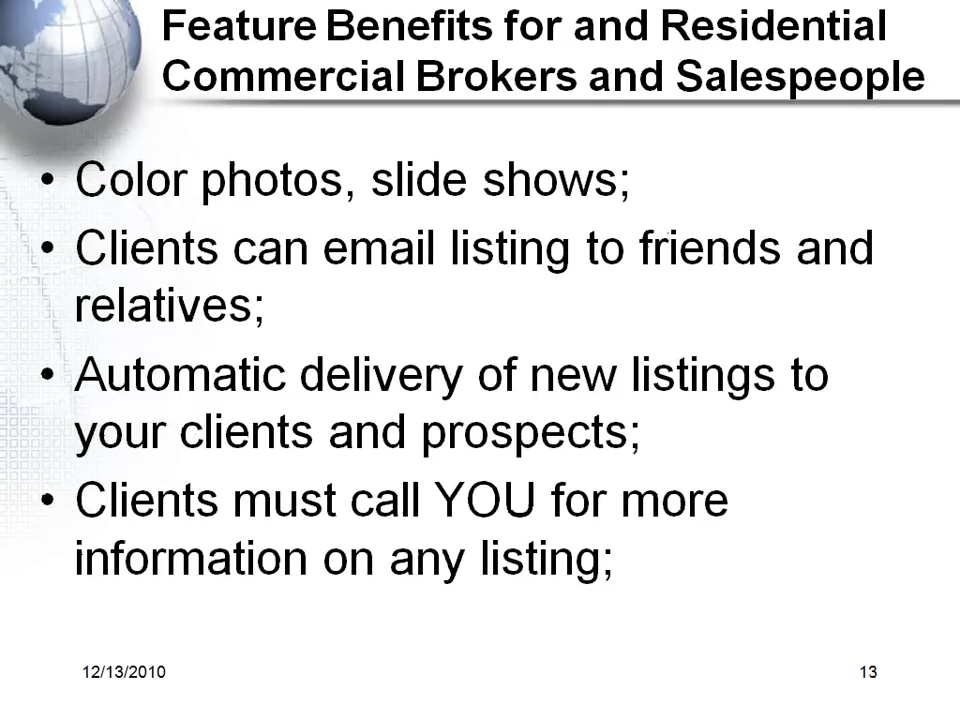 Feature Benefits for and Residential
Commercial Brokers and Salespeople
• Color photos, slide shows;
• Clients can email listing to friends and
relatives;
• Automatic delivery of new listings to
your clients and prospects;
• Clients must call YOU for more
information on any listing;
12/13/2010
13